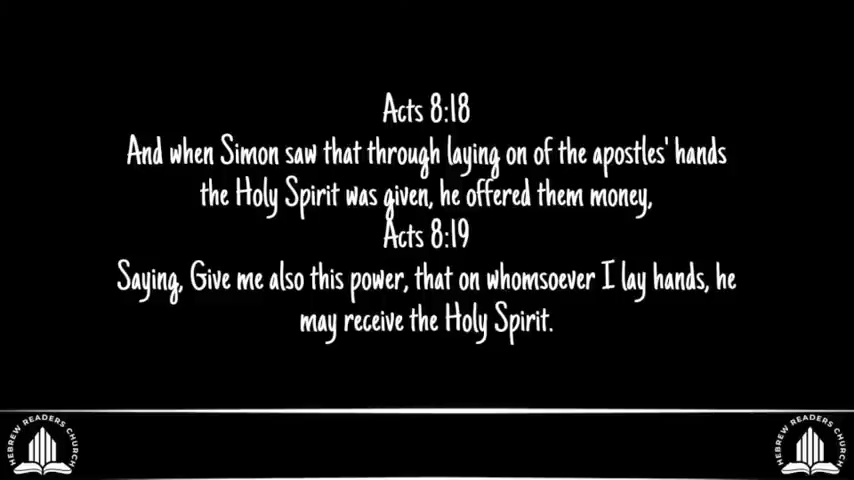 Acts 8:18
And when Simon saw that through laying on of the apostles' hands
the Holy Spirit was given, he offered them money,
Acts 8:19
Saying, Give me also this power, that on whomsoever I lay hands, he
may receive the Holy Spirit.
HEBREW READERS CHURCH
HEBREW READERS CHURCH